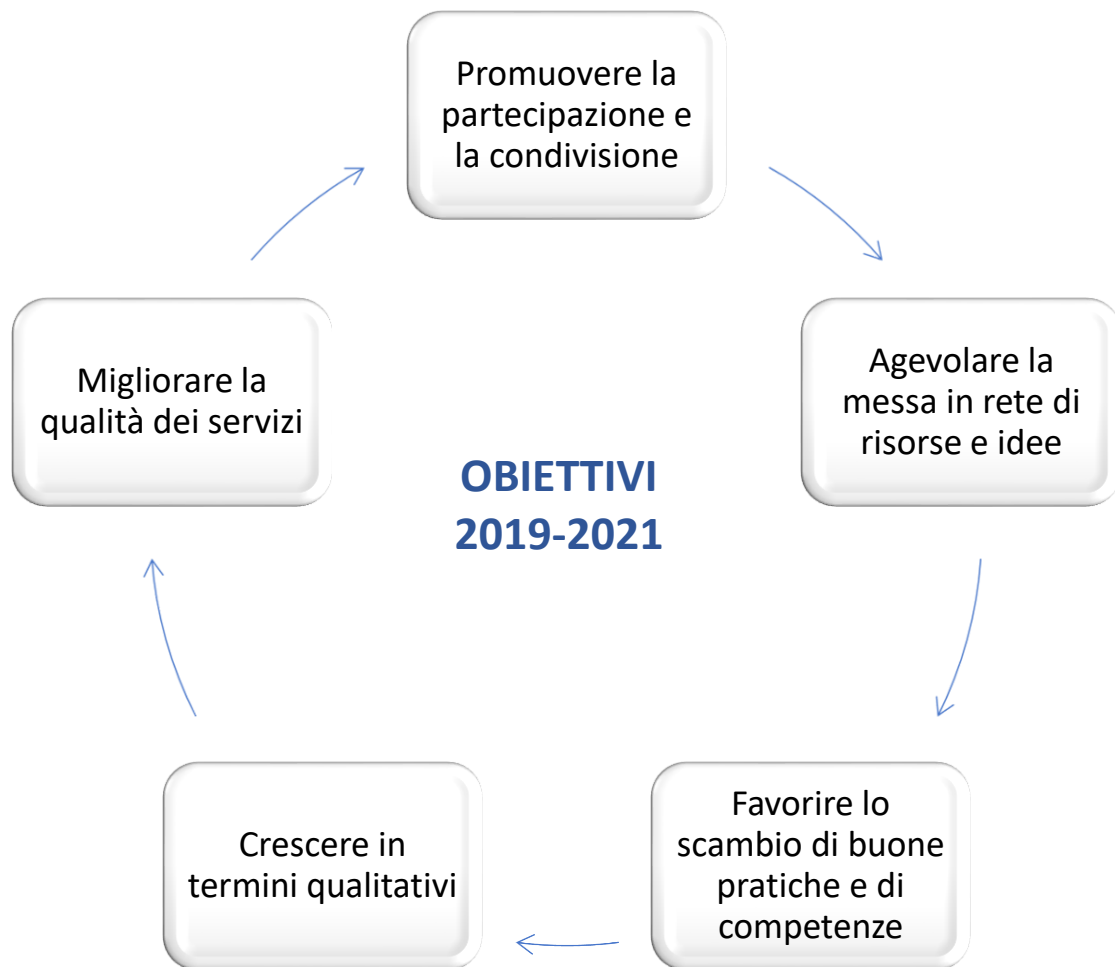 Promuovere la
partecipazione e
la condivisione
Agevolare la
messa in rete di
risorse e idee
Favorire lo
scambio di buone
pratiche e di
competenze
Crescere in
termini qualitativi
Migliorare la
qualità dei servizi
OBIETTIVI
2019-2021